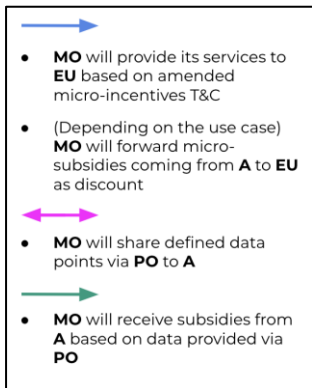 ● MO will provide its services to
EU based on amended
micro-incentives T&C
● (Depending on the use case)
MO will forward micro-
subsidies coming from A to EU
as discount
● MO will share defined data
points via PO to A
● MO will receive subsidies from
A based on data provided via
PO